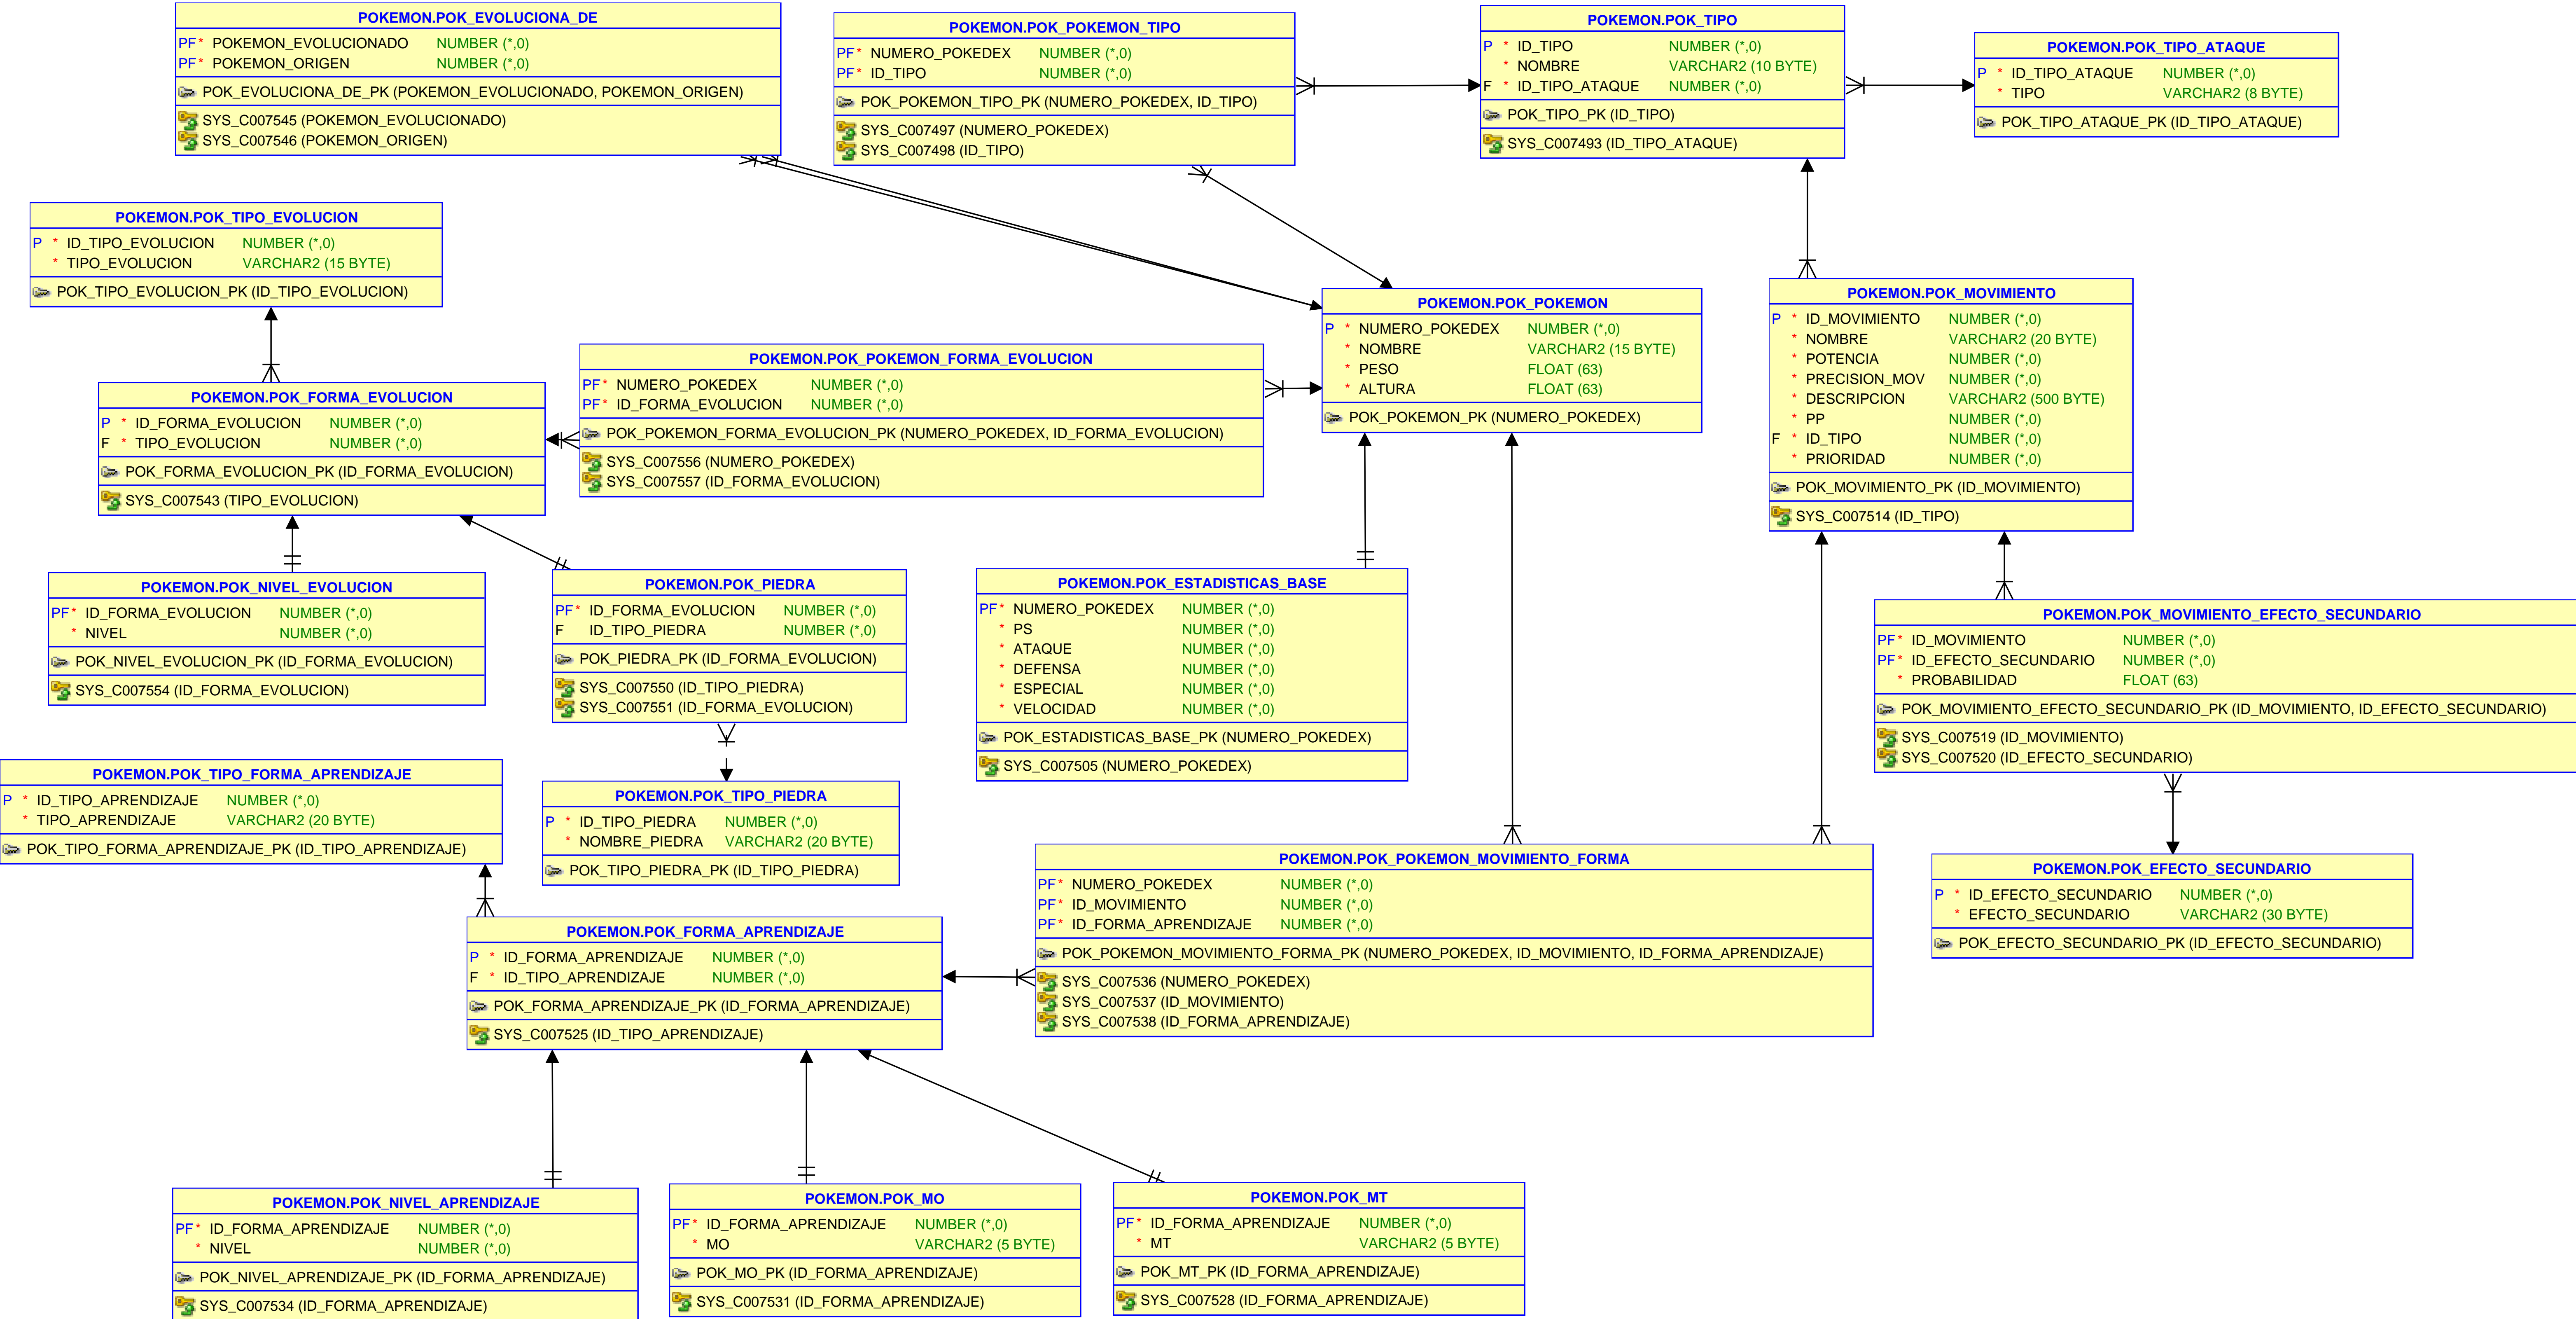 POKEMON.POK_EVOLUCIONA_DE
PF* POKEMON_EVOLUCIONADO NUMBER (*,0)
PF* POKEMON_ORIGEN NUMBER (*,0)
POK_EVOLUCIONA_DE_PK (POKEMON_EVOLUCIONADO, POKEMON_ORIGEN)
SYS_C007545 (POKEMON_EVOLUCIONADO)
SYS_C007546 (POKEMON_ORIGEN)
POKEMON.POK_POKEMON_TIPO
PF* NUMERO_POKEDEX NUMBER (*,0)
PF* ID_TIPO NUMBER (*,0)
POK_POKEMON_TIPO_PK (NUMERO_POKEDEX, ID_TIPO)
SYS_C007497 (NUMERO_POKEDEX)
SYS_C007498 (ID_TIPO)
POKEMON.POK_TIPO
P * ID_TIPO NUMBER (*,0)
* NOMBRE VARCHAR2 (10 BYTE)
F * ID_TIPO_ATAQUE NUMBER (*,0)
POK_TIPO_PK (ID_TIPO)
SYS_C007493 (ID_TIPO_ATAQUE)
POKEMON.POK_TIPO_ATAQUE
P * ID_TIPO_ATAQUE NUMBER (*,0)
* TIPO VARCHAR2 (8 BYTE)
POK_TIPO_ATAQUE_PK (ID_TIPO_ATAQUE)
POKEMON.POK_TIPO_EVOLUCION
P * ID_TIPO_EVOLUCION NUMBER (*,0)
* TIPO_EVOLUCION VARCHAR2 (15 BYTE)
POK_TIPO_EVOLUCION_PK (ID_TIPO_EVOLUCION)
POKEMON.POK_POKEMON
P * NUMERO_POKEDEX NUMBER (*,0)
* NOMBRE VARCHAR2 (15 BYTE)
* PESO FLOAT (63)
* ALTURA FLOAT (63)
POK_POKEMON_PK (NUMERO_POKEDEX)
POKEMON.POK_MOVIMIENTO
P * ID_MOVIMIENTO NUMBER (*,0)
* NOMBRE VARCHAR2 (20 BYTE)
* POTENCIA NUMBER (*,0)
* PRECISION_MOV NUMBER (*,0)
* DESCRIPCION VARCHAR2 (500 BYTE)
* PP NUMBER (*,0)
F * ID_TIPO NUMBER (*,0)
* PRIORIDAD NUMBER (*,0)
POK_MOVIMIENTO_PK (ID_MOVIMIENTO)
SYS_C007514 (ID_TIPO)
POKEMON.POK_POKEMON_FORMA_EVOLUCION
PF* NUMERO_POKEDEX NUMBER (*,0)
PF* ID_FORMA_EVOLUCION NUMBER (*,0)
POK_POKEMON_FORMA_EVOLUCION_PK (NUMERO_POKEDEX, ID_FORMA_EVOLUCION)
SYS_C007556 (NUMERO_POKEDEX)
SYS_C007557 (ID_FORMA_EVOLUCION)
POKEMON.POK_FORMA_EVOLUCION
P * ID_FORMA_EVOLUCION NUMBER (*,0)
F * TIPO_EVOLUCION NUMBER (*,0)
POK_FORMA_EVOLUCION_PK (ID_FORMA_EVOLUCION)
SYS_C007543 (TIPO_EVOLUCION)
POKEMON.POK_NIVEL_EVOLUCION
PF* ID_FORMA_EVOLUCION NUMBER (*,0)
* NIVEL NUMBER (*,0)
POK_NIVEL_EVOLUCION_PK (ID_FORMA_EVOLUCION)
SYS_C007554 (ID_FORMA_EVOLUCION)
POKEMON.POK_PIEDRA
PF* ID_FORMA_EVOLUCION NUMBER (*,0)
F ID_TIPO_PIEDRA NUMBER (*,0)
POK_PIEDRA_PK (ID_FORMA_EVOLUCION)
SYS_C007550 (ID_TIPO_PIEDRA)
SYS_C007551 (ID_FORMA_EVOLUCION)
POKEMON.POK_ESTADISTICAS_BASE
PF* NUMERO_POKEDEX NUMBER (*,0)
* PS NUMBER (*,0)
* ATAQUE NUMBER (*,0)
* DEFENSA NUMBER (*,0)
* ESPECIAL NUMBER (*,0)
* VELOCIDAD NUMBER (*,0)
POK_ESTADISTICAS_BASE_PK (NUMERO_POKEDEX)
SYS_C007505 (NUMERO_POKEDEX)
POKEMON.POK_MOVIMIENTO_EFECTO_SECUNDARIO
PF* ID_MOVIMIENTO NUMBER (*,0)
PF* ID_EFECTO_SECUNDARIO NUMBER (*,0)
* PROBABILIDAD FLOAT (63)
POK_MOVIMIENTO_EFECTO_SECUNDARIO_PK (ID_MOVIMIENTO, ID_EFECTO_SECUNDARIO)
SYS_C007519 (ID_MOVIMIENTO)
SYS_C007520 (ID_EFECTO_SECUNDARIO)
POKEMON.POK_TIPO_FORMA_APRENDIZAJE
P * ID_TIPO_APRENDIZAJE NUMBER (*,0)
* TIPO_APRENDIZAJE VARCHAR2 (20 BYTE)
POK_TIPO_FORMA_APRENDIZAJE_PK (ID_TIPO_APRENDIZAJE)
POKEMON.POK_TIPO_PIEDRA
P * ID_TIPO_PIEDRA NUMBER (*,0)
* NOMBRE_PIEDRA VARCHAR2 (20 BYTE)
POK_TIPO_PIEDRA_PK (ID_TIPO_PIEDRA)
POKEMON.POK_POKEMON_MOVIMIENTO_FORMA
PF* NUMERO_POKEDEX NUMBER (*,0)
PF* ID_MOVIMIENTO NUMBER (*,0)
PF* ID_FORMA_APRENDIZAJE NUMBER (*,0)
POK_POKEMON_MOVIMIENTO_FORMA_PK (NUMERO_POKEDEX, ID_MOVIMIENTO, ID_FORMA_APRENDIZAJE)
SYS_C007536 (NUMERO_POKEDEX)
SYS_C007537 (ID_MOVIMIENTO)
SYS_C007538 (ID_FORMA_APRENDIZAJE)
POKEMON.POK_EFECTO_SECUNDARIO
P * ID_EFECTO_SECUNDARIO NUMBER (*,0)
* EFECTO_SECUNDARIO VARCHAR2 (30 BYTE)
POK_EFECTO_SECUNDARIO_PK (ID_EFECTO_SECUNDARIO)
POKEMON.POK_FORMA_APRENDIZAJE
P * ID_FORMA_APRENDIZAJE NUMBER (*,0)
F * ID_TIPO_APRENDIZAJE NUMBER (*,0)
POK_FORMA_APRENDIZAJE_PK (ID_FORMA_APRENDIZAJE)
SYS_C007525 (ID_TIPO_APRENDIZAJE)
POKEMON.POK_NIVEL_APRENDIZAJE
PF* ID_FORMA_APRENDIZAJE NUMBER (*,0)
* NIVEL NUMBER (*,0)
POK_NIVEL_APRENDIZAJE_PK (ID_FORMA_APRENDIZAJE)
SYS_C007534 (ID_FORMA_APRENDIZAJE)
POKEMON.POK_MO
PF* ID_FORMA_APRENDIZAJE NUMBER (*,0)
* MO VARCHAR2 (5 BYTE)
POK_MO_PK (ID_FORMA_APRENDIZAJE)
SYS_C007531 (ID_FORMA_APRENDIZAJE)
POKEMON.POK_MT
PF* ID_FORMA_APRENDIZAJE NUMBER (*,0)
* MT VARCHAR2 (5 BYTE)
POK_MT_PK (ID_FORMA_APRENDIZAJE)
SYS_C007528 (ID_FORMA_APRENDIZAJE)